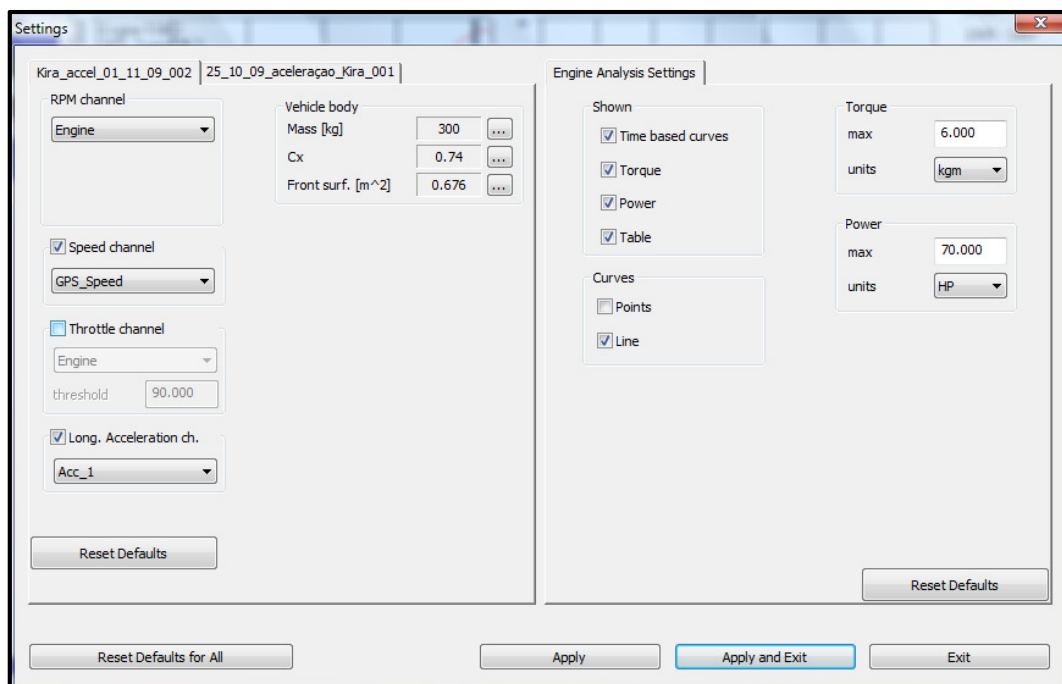 Settings
Kira_accel_01_11_09_002
25_10_09_aceleraçao_Kira_001
RPM channel
Engine
Vehicle body
Mass [kg] 300 ...
Cx 0.74 ...
Front surf. [m^2] 0.676 ...
Speed channel
GPS_Speed
Throttle channel
Engine
threshold 90.000
Long. Acceleration ch.
Acc_1
Reset Defaults
Engine Analysis Settings
Shown
Time based curves
Torque
Power
Table
Curves
Points
Line
Torque
max 6.000
units kgm
Power
max 70.000
units HP
Reset Defaults
Reset Defaults for All
Apply
Apply and Exit
Exit